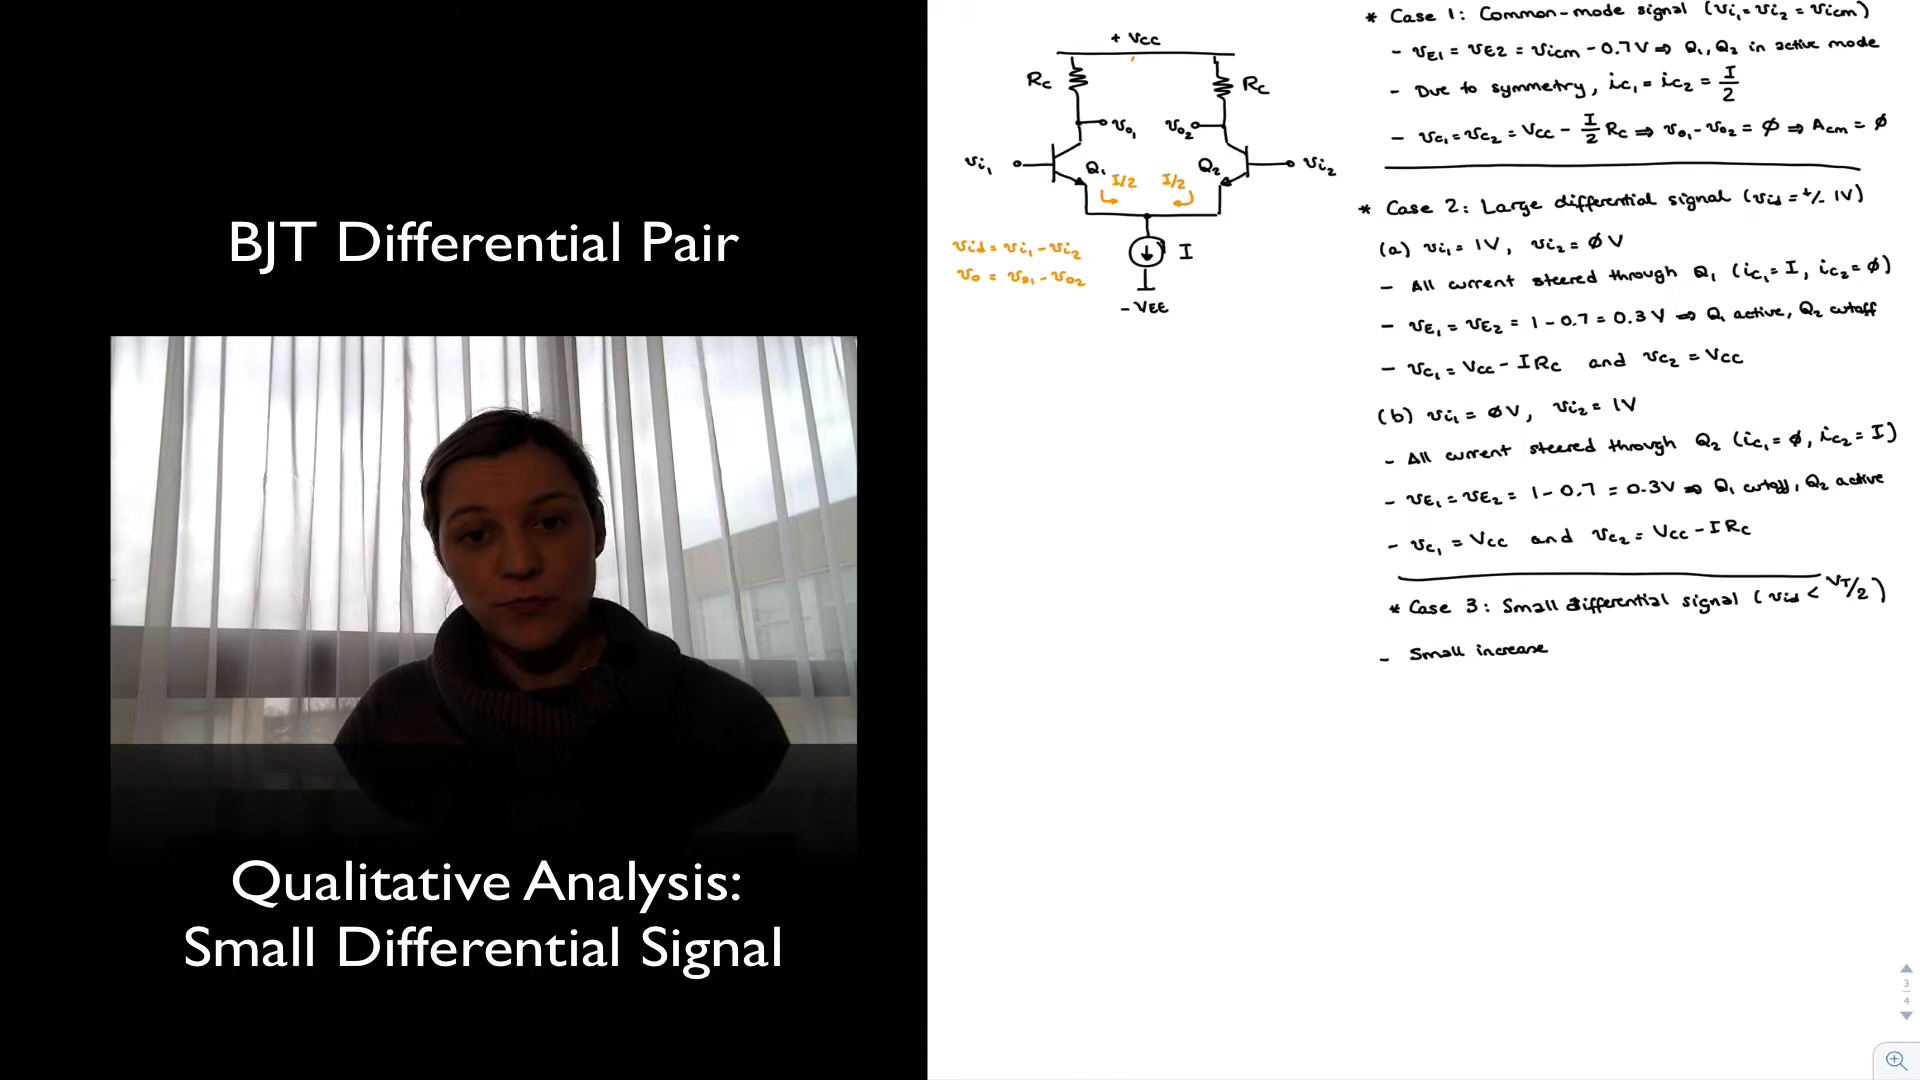 BJT Differential Pair
Qualitative Analysis:
Small Differential Signal
+ VCC
RC
RC
vo1
vo2
vi1
Q1
Q2
vi2
I/2
I/2
vid = vi1 - vi2
vo = vo1 - vo2
I
- VEE
* Case 1: Common-mode signal (vi1 = vi2 = vicm)
- vE1 = vE2 = vicm - 0.7V ⇒ Q1, Q2 in active mode
- Due to symmetry, ic1 = ic2 = I/2
- vc1 = vc2 = VCC - I/2 RC ⇒ vo1 - vo2 = ∅ ⇒ Acm = ∅
* Case 2: Large differential signal (vid = +/- 1V)
(a) vi1 = 1V, vi2 = ∅V
- All current steered through Q1 (ic1 = I, ic2 = ∅)
- vE1 = vE2 = 1 - 0.7 = 0.3V ⇒ Q1 active, Q2 cutoff
- vc1 = VCC - IRC and vc2 = VCC
(b) vi1 = ∅V, vi2 = 1V
- All current steered through Q2 (ic1 = ∅, ic2 = I)
- vE1 = vE2 = 1 - 0.7 = 0.3V ⇒ Q1 cutoff, Q2 active
- vc1 = VCC and vc2 = VCC - IRC
* Case 3: Small differential signal (vid < VT/2)
- Small increase
3
4